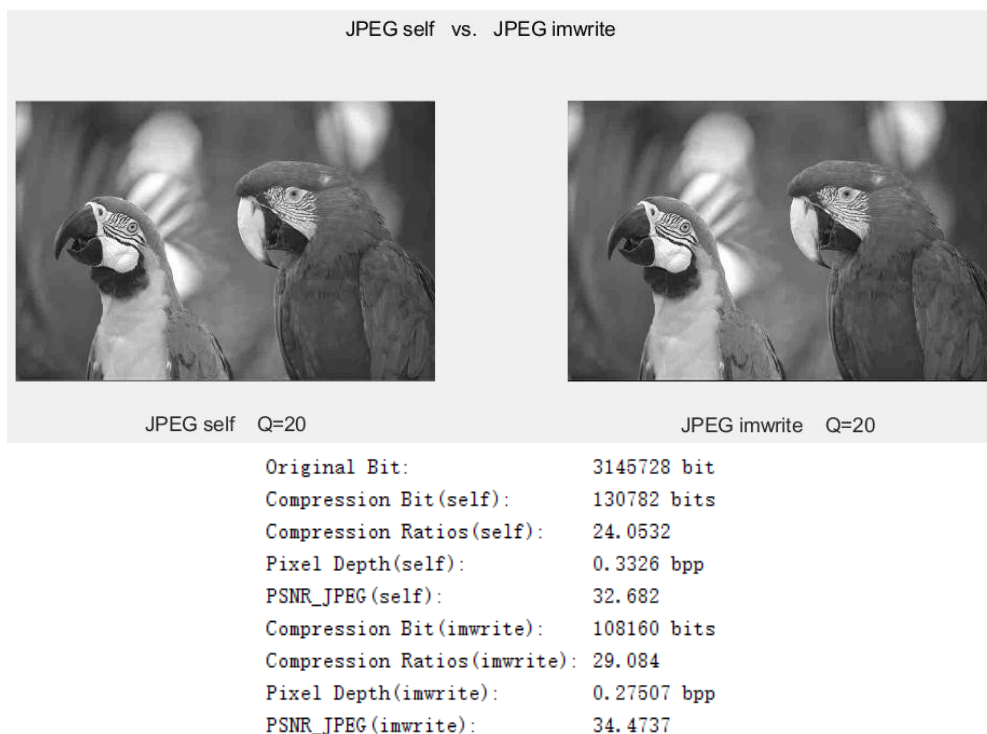 JPEG self vs. JPEG imwrite
JPEG self Q=20
JPEG imwrite Q=20
Original Bit: 3145728 bit
Compression Bit(self): 130782 bits
Compression Ratios(self): 24.0532
Pixel Depth(self): 0.3326 bpp
PSNR_JPEG(self): 32.682
Compression Bit(imwrite): 108160 bits
Compression Ratios(imwrite): 29.084
Pixel Depth(imwrite): 0.27507 bpp
PSNR_JPEG(imwrite): 34.4737